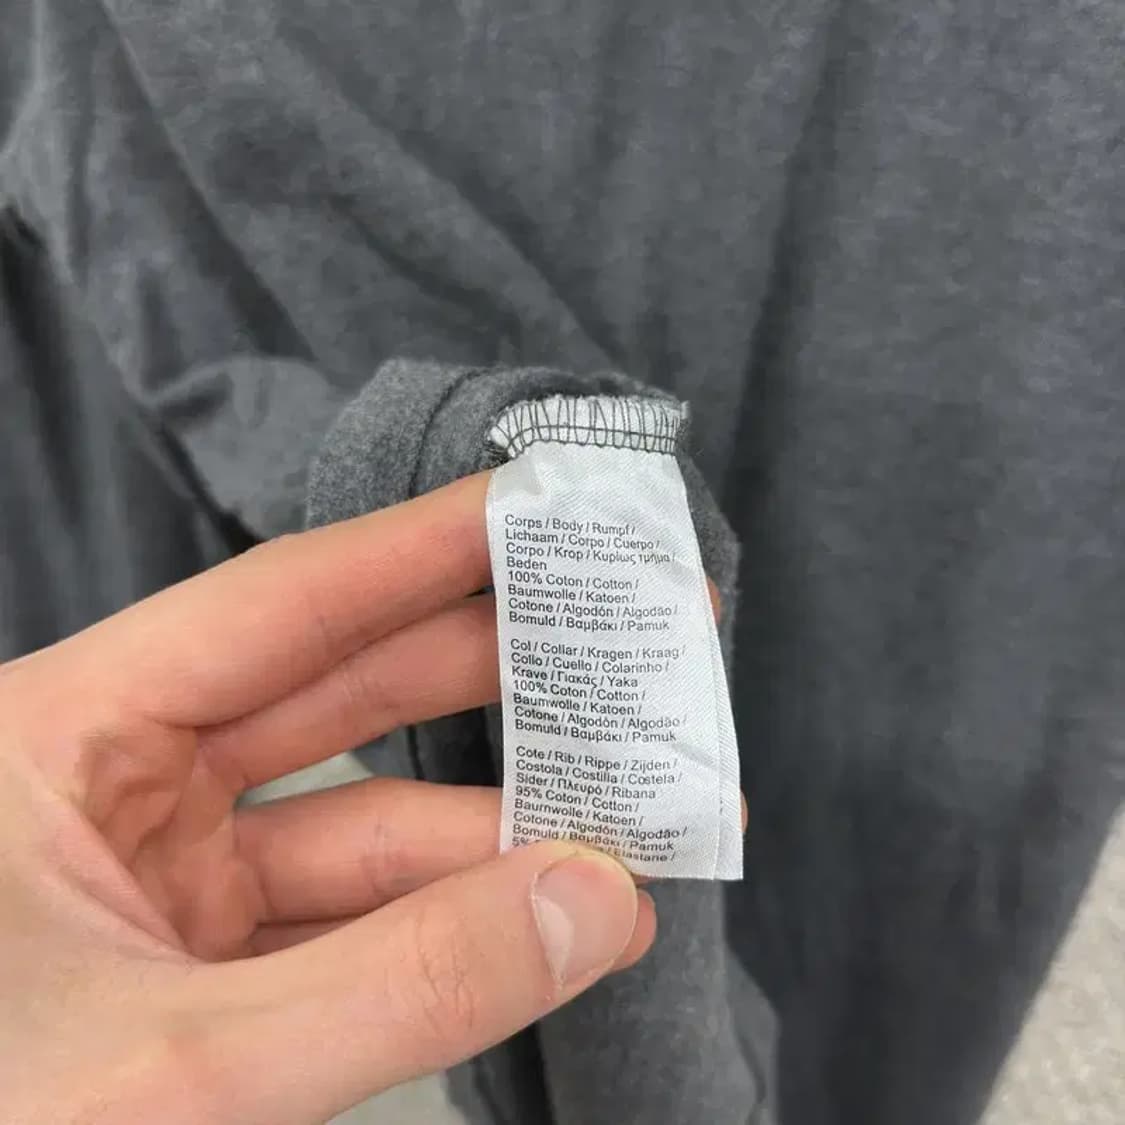 Corps / Body / Rumpf /
Lichaam / Corpo / Cuerpo /
Corpo / Krop / Κυρίως τμήμα /
Beden
100% Coton / Cotton /
Baumwolle / Katoen /
Cotone / Algodón / Algodão /
Bomuld / Βαμβάκι / Pamuk
Col / Collar / Kragen / Kraag /
Collo / Cuello / Colarinho /
Krave / Γιακάς / Yaka
100% Coton / Cotton /
Baumwolle / Katoen /
Cotone / Algodón / Algodão /
Bomuld / Βαμβάκι / Pamuk
Cote / Rib / Rippe / Zijden /
Costola / Costilla / Costela /
Sider / Πλευρό / Ribana
95% Coton / Cotton /
Baumwolle / Katoen /
Cotone / Algodón / Algodão /
Bomuld / Βαμβάκι / Pamuk
5% / Elastane /